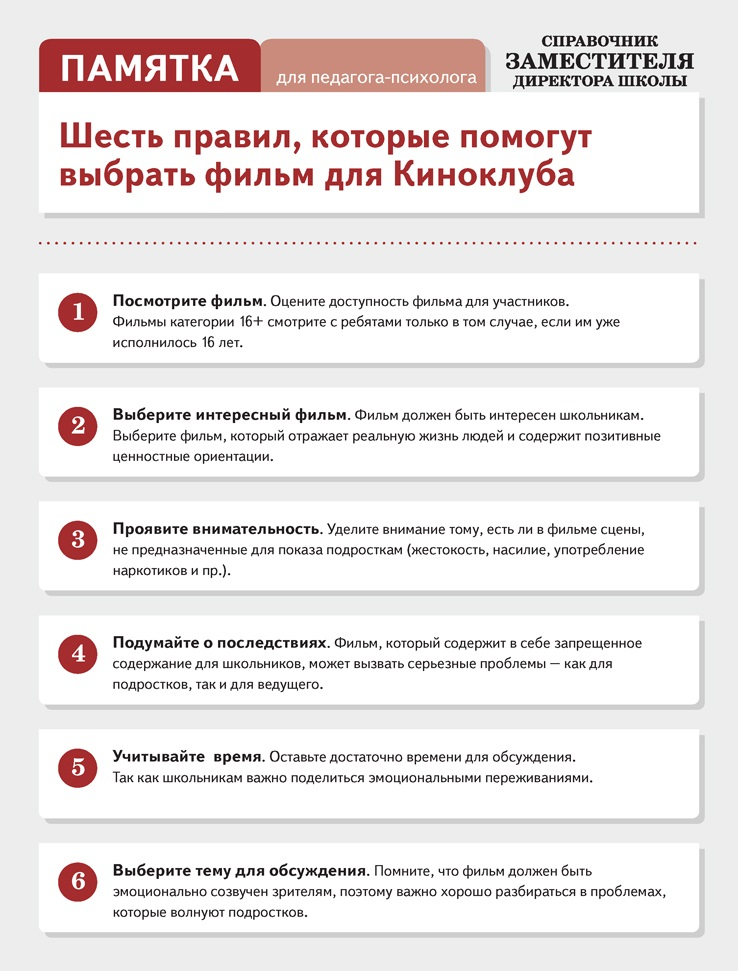 ПАМЯТКА
для педагога-психолога
СПРАВОЧНИК
ЗАМЕСТИТЕЛЯ
ДИРЕКТОРА ШКОЛЫ
Шесть правил, которые помогут
выбрать фильм для Киноклуба
1
Посмотрите фильм. Оцените доступность фильма для участников.
Фильмы категории 16+ смотрите с ребятами только в том случае, если им уже
исполнилось 16 лет.
2
Выберите интересный фильм. Фильм должен быть интересен школьникам.
Выберите фильм, который отражает реальную жизнь людей и содержит позитивные
ценностные ориентации.
3
Проявите внимательность. Уделите внимание тому, есть ли в фильме сцены,
не предназначенные для показа подросткам (жестокость, насилие, употребление
наркотиков и пр.).
4
Подумайте о последствиях. Фильм, который содержит в себе запрещенное
содержание для школьников, может вызвать серьезные проблемы — как для
подростков, так и для ведущего.
5
Учитывайте время. Оставьте достаточно времени для обсуждения.
Так как школьникам важно поделиться эмоциональными переживаниями.
6
Выберите тему для обсуждения. Помните, что фильм должен быть
эмоционально созвучен зрителям, поэтому важно хорошо разбираться в проблемах,
которые волнуют подростков.